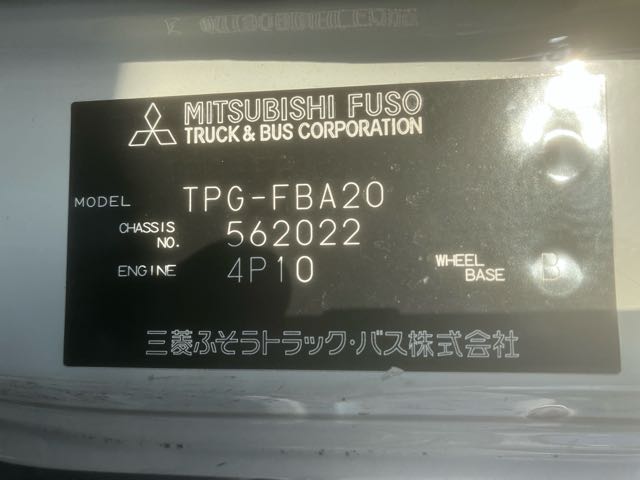 MITSUBISHI FUSO
TRUCK & BUS CORPORATION
MODEL TPG-FBA20
CHASSIS NO. 562022
ENGINE 4P10 WHEEL BASE B
三菱ふそうトラック・バス株式会社